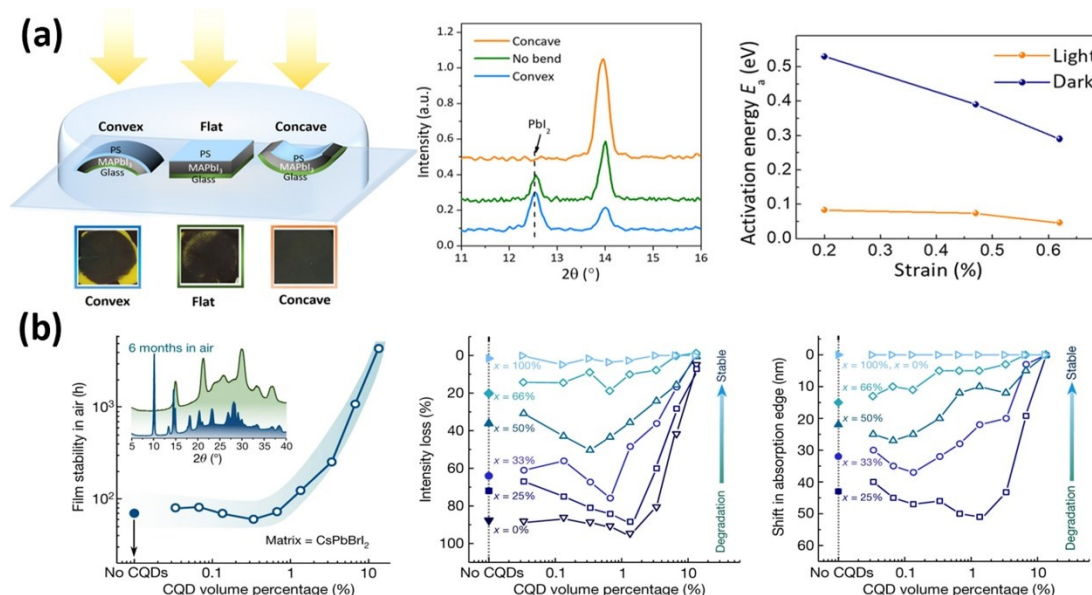 (a)
Convex Flat Concave
PS PS PS
MAPbI3 MAPbI3 MAPbI3
Glass Glass Glass
Convex Flat Concave
Intensity (a.u.)
1.2
1.0
0.8
0.6
0.4
0.2
0.0
Concave
No bend
Convex
PbI2
11 12 13 14 15 16
2θ (°)
Activation energy Ea (eV)
0.5
0.4
0.3
0.2
0.1
0.0
Light
Dark
0.2 0.3 0.4 0.5 0.6
Strain (%)
(b)
Film stability in air (h)
10³
10²
6 months in air
5 10 15 20 25 30 35 40
2θ (°)
Matrix = CsPbBrI2
No CQDs 0.1 1 10
CQD volume percentage (%)
Intensity loss (%)
0
20
40
60
80
100
x = 100%
x = 66%
x = 50%
x = 33%
x = 25%
x = 0%
Stable
Degradation
No CQDs 0.1 1 10
CQD volume percentage (%)
Shift in absorption edge (nm)
0
10
20
30
40
50
60
x = 100%, x = 0%
x = 66%
x = 50%
x = 33%
x = 25%
Stable
Degradation
No CQDs 0.1 1 10
CQD volume percentage (%)